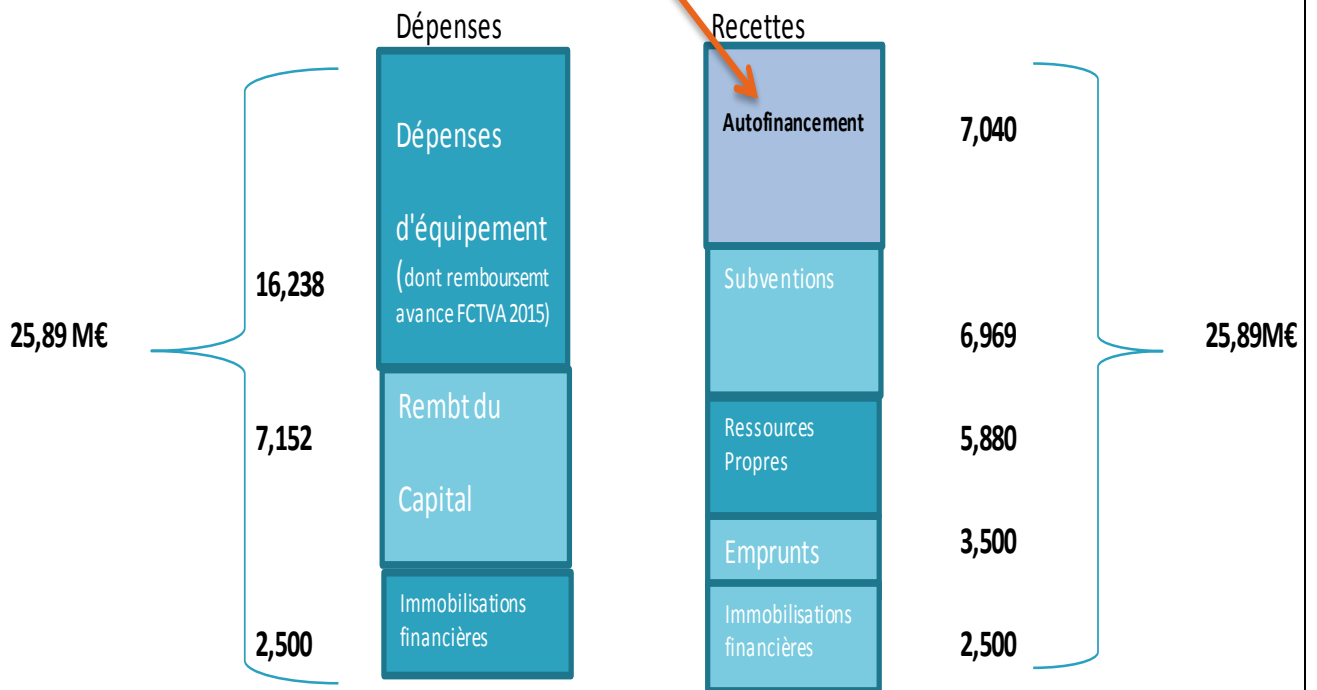 Dépenses
Recettes
25,89 M€
16,238
7,152
2,500
Dépenses
d'équipement
(dont remboursemt
avance FCTVA 2015)
Rembt du
Capital
Immobilisations
financières
Autofinancement
Subventions
Ressources
Propres
Emprunts
Immobilisations
financières
7,040
6,969
5,880
3,500
2,500
25,89M€